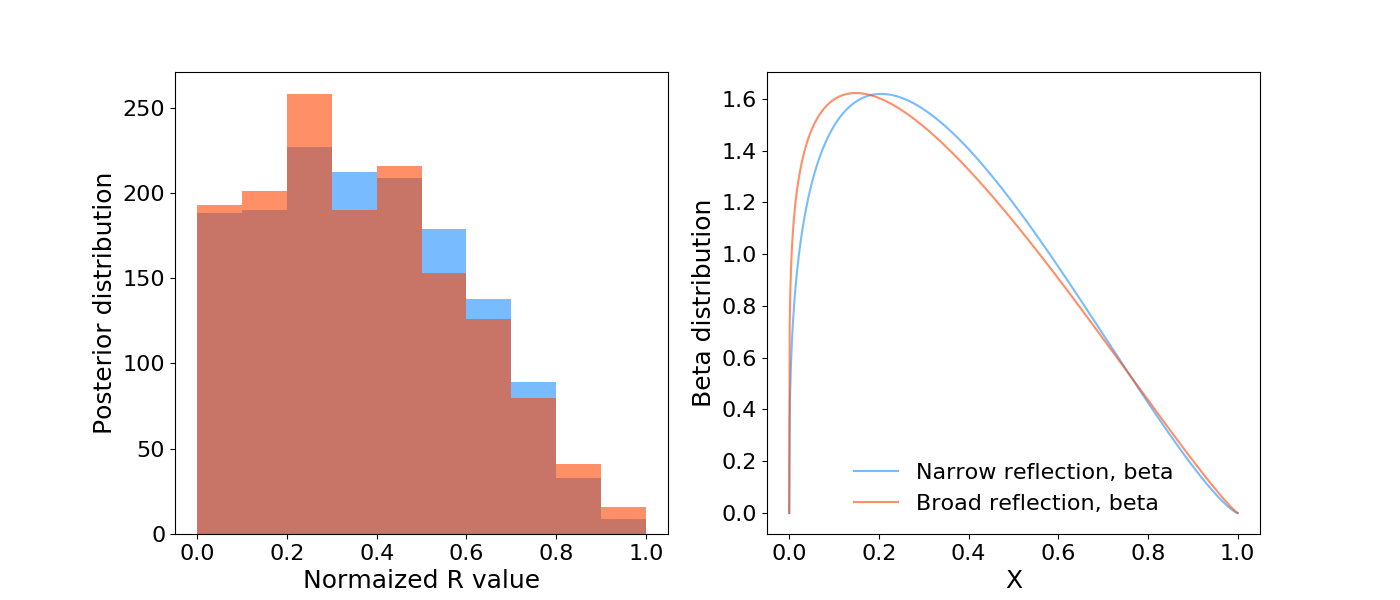 Posterior distribution
250
200
150
100
50
0
0.0 0.2 0.4 0.6 0.8 1.0
Normaized R value
Beta distribution
1.6
1.4
1.2
1.0
0.8
0.6
0.4
0.2
0.0
Narrow reflection, beta
Broad reflection, beta
0.0 0.2 0.4 0.6 0.8 1.0
X